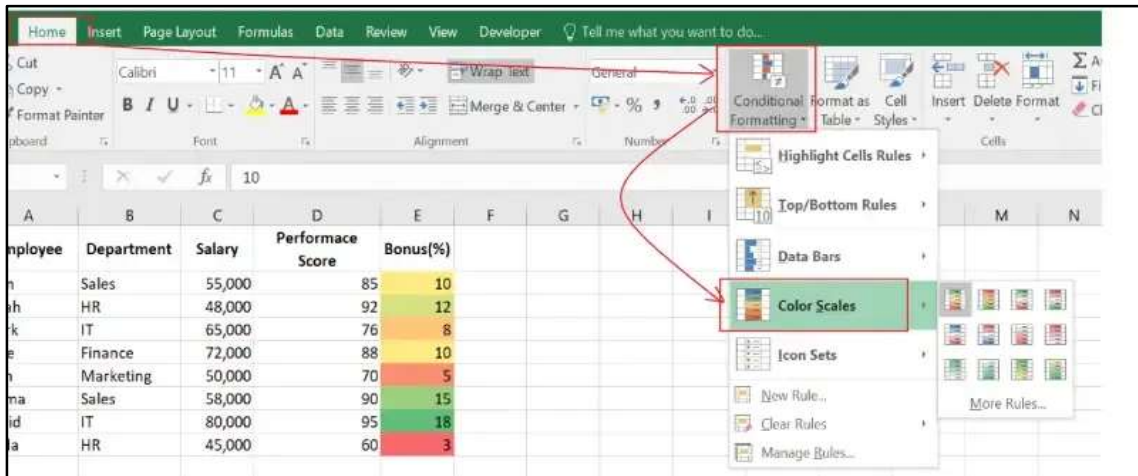 Home Insert Page Layout Formulas Data Review View Developer Tell me what you want to do...
Cut
Copy
Format Painter
Calibri 11 A A
B I U A
Wrap Text
Merge & Center
General
% ,
Conditional Formatting
Format as Table
Cell Styles
Insert Delete Format
Font Alignment Number Cells
fx 10
A B C D E F G H I M N
Department Salary Performace Score Bonus(%)
Sales 55,000 85 10
HR 48,000 92 12
IT 65,000 76 8
Finance 72,000 88 10
Marketing 50,000 70 5
Sales 58,000 90 15
IT 80,000 95 18
HR 45,000 60 3
Highlight Cells Rules
Top/Bottom Rules
Data Bars
Color Scales
Icon Sets
New Rule...
Clear Rules
Manage Rules...
More Rules...